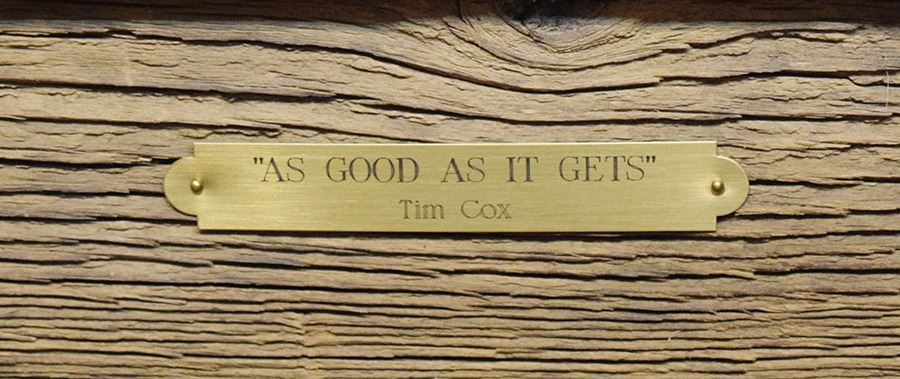 "AS GOOD AS IT GETS"
Tim Cox